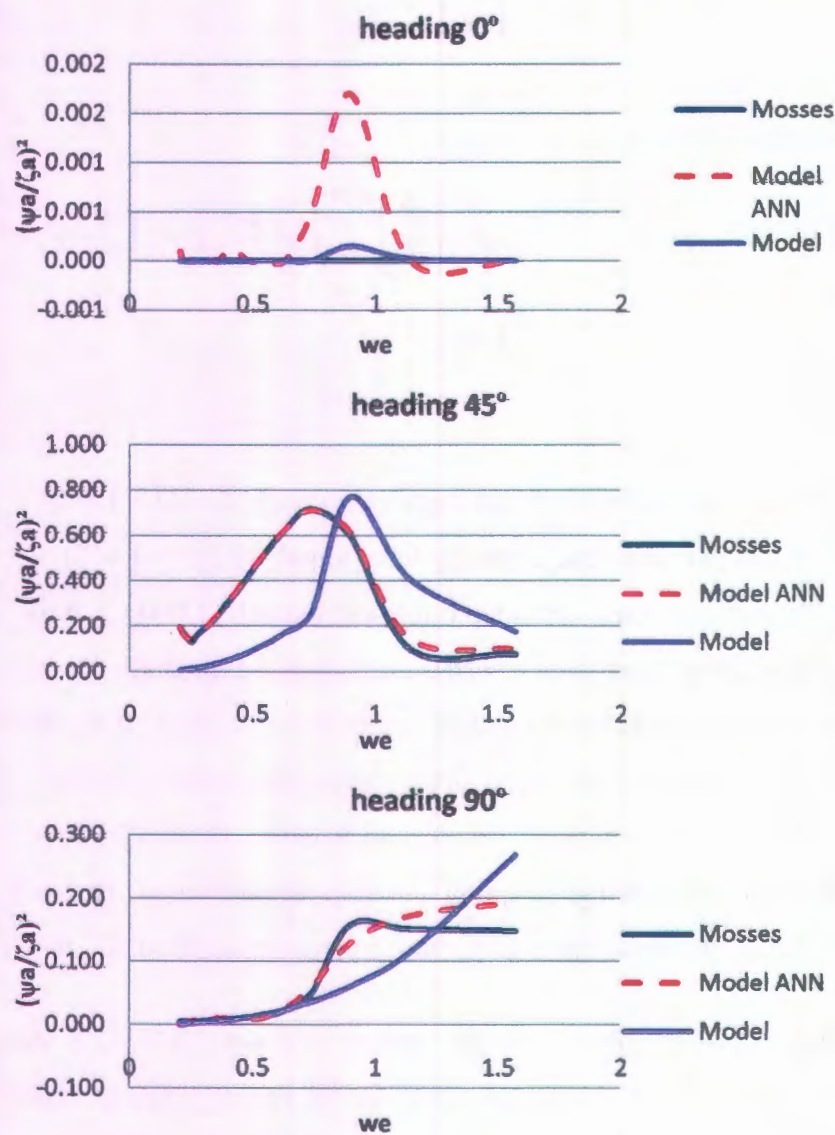 heading 0°
0.002
0.002
0.001
0.001
0.000
-0.001
0
0.5
1
1.5
2
(ψa/ζa)²
we
Mosses
Model
ANN
Model
heading 45°
1.000
0.800
0.600
0.400
0.200
0.000
0
0.5
1
1.5
2
(ψa/ζa)²
we
Mosses
Model ANN
Model
heading 90°
0.300
0.200
0.100
0.000
-0.100
0
0.5
1
1.5
2
(ψa/ζa)²
we
Mosses
Model ANN
Model